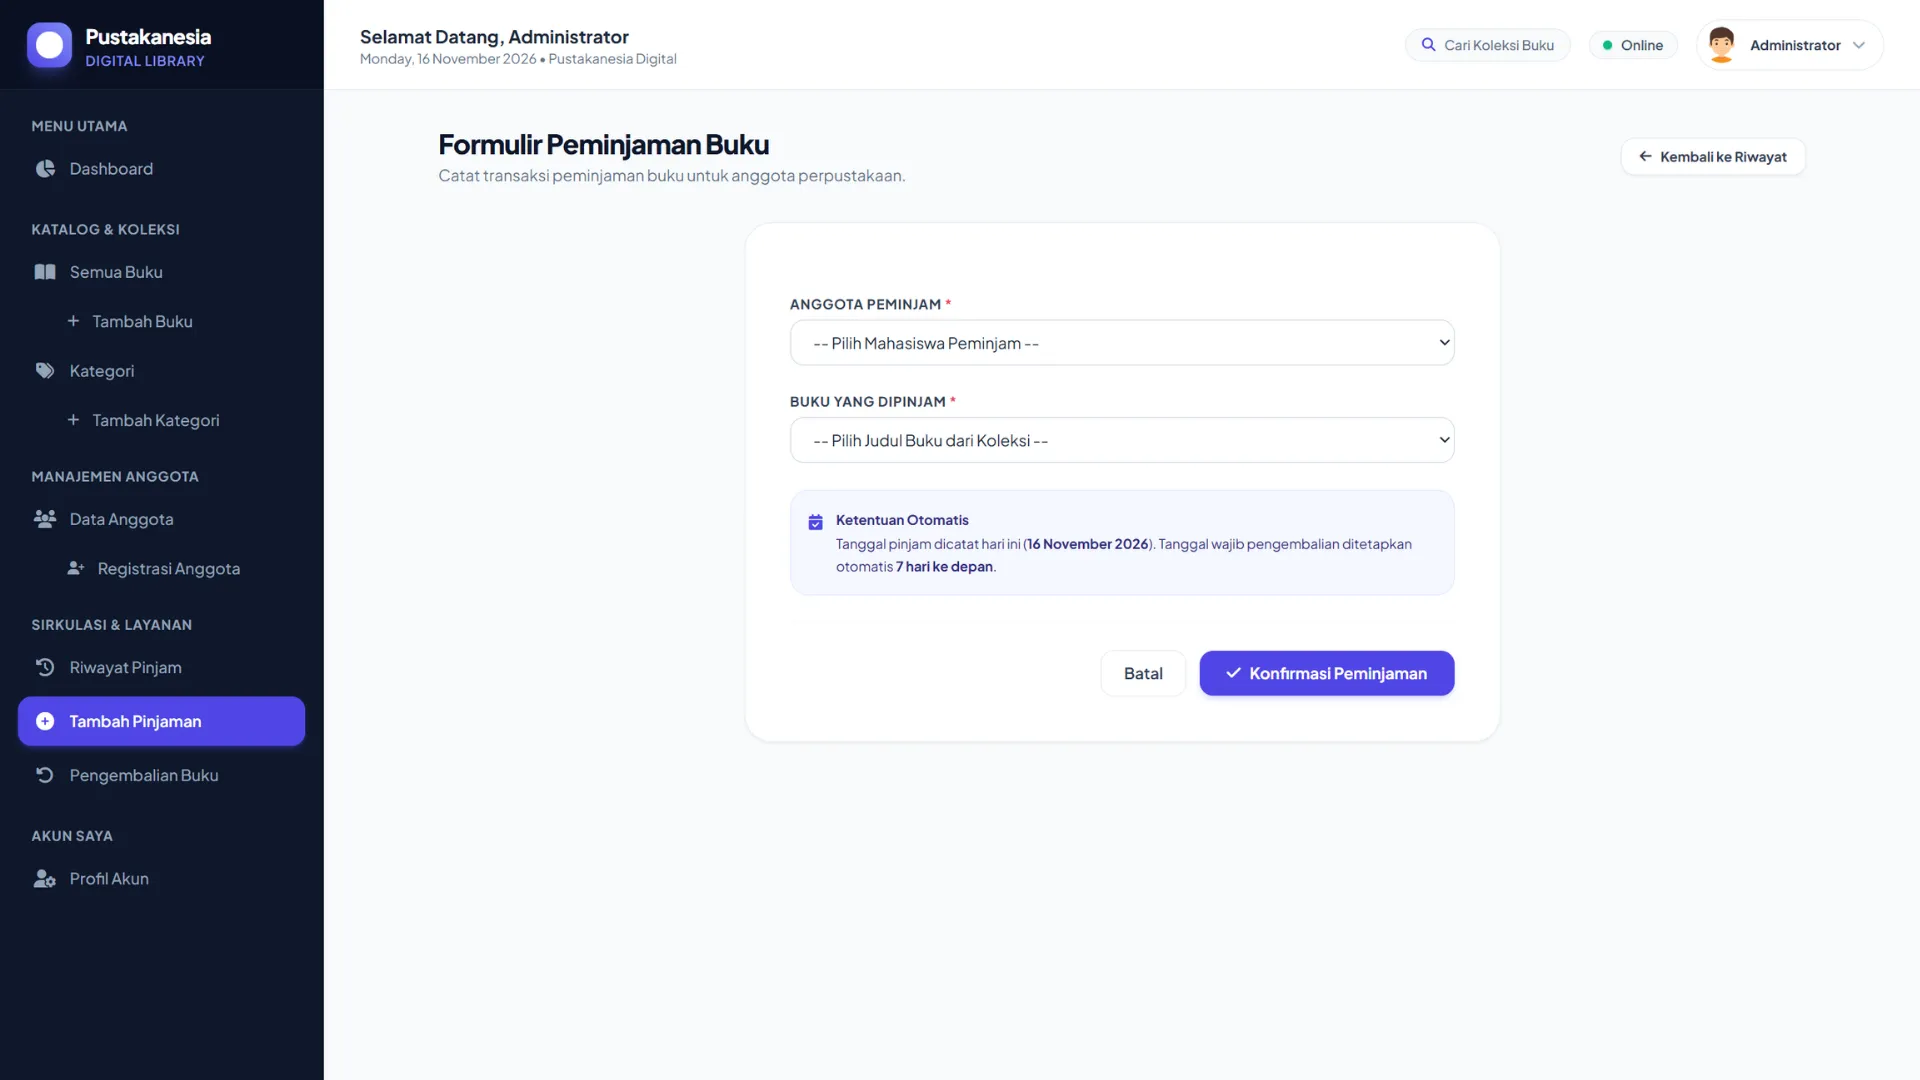 Pustakanesia
DIGITAL LIBRARY
MENU UTAMA
Dashboard
KATALOG & KOLEKSI
Semua Buku
Tambah Buku
Kategori
Tambah Kategori
MANAJEMEN ANGGOTA
Data Anggota
Registrasi Anggota
SIRKULASI & LAYANAN
Riwayat Pinjam
Tambah Pinjaman
Pengembalian Buku
AKUN SAYA
Profil Akun
Selamat Datang, Administrator
Monday, 16 November 2026 • Pustakanesia Digital
Cari Koleksi Buku
Online
Administrator
Formulir Peminjaman Buku
Catat transaksi peminjaman buku untuk anggota perpustakaan.
Kembali ke Riwayat
ANGGOTA PEMINJAM *
-- Pilih Mahasiswa Peminjam --
BUKU YANG DIPINJAM *
-- Pilih Judul Buku dari Koleksi --
Ketentuan Otomatis
Tanggal pinjam dicatat hari ini (16 November 2026). Tanggal wajib pengembalian ditetapkan
otomatis 7 hari ke depan.
Batal
Konfirmasi Peminjaman